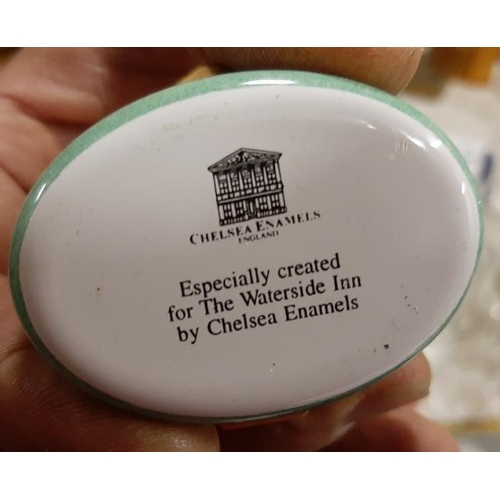 CHELSEA ENAMELS
ENGLAND
Especially created
for The Waterside Inn
by Chelsea Enamels